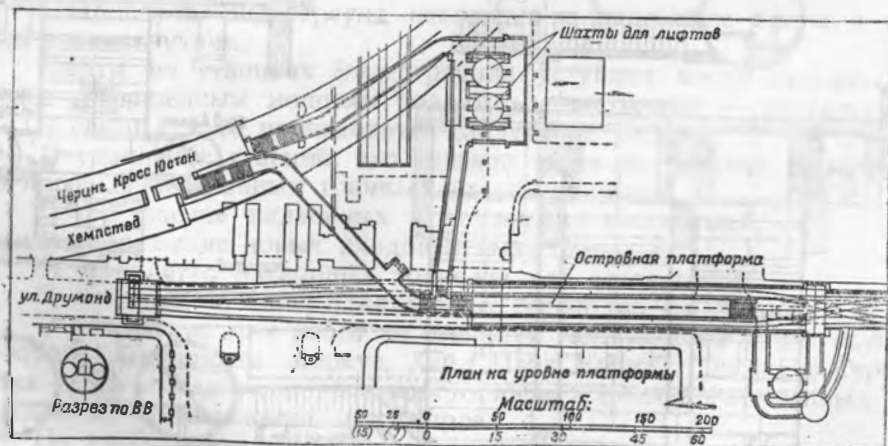 Шахты для лифтов
Черинг Кросс Юстон
Хемпстед
Островная платформа
ул. Друмонд
План на уровне платформы
Разрез по ВВ
Масштаб:
50 25 0 50 100 150 200
(15) (7) 0 15 30 45 60